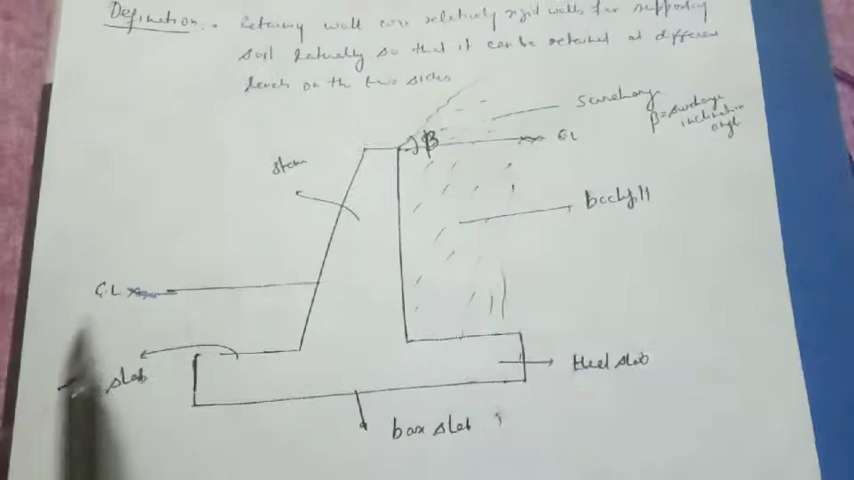 Definition :- Retaining wall are relatively rigid walls for supporting
soil laterally so that it can be retained at different
levels on the two sides
Surcharge
β = surcharge
inclination
angl
β
GL
stem
backfill
G.L
slab
Heel slab
base slab